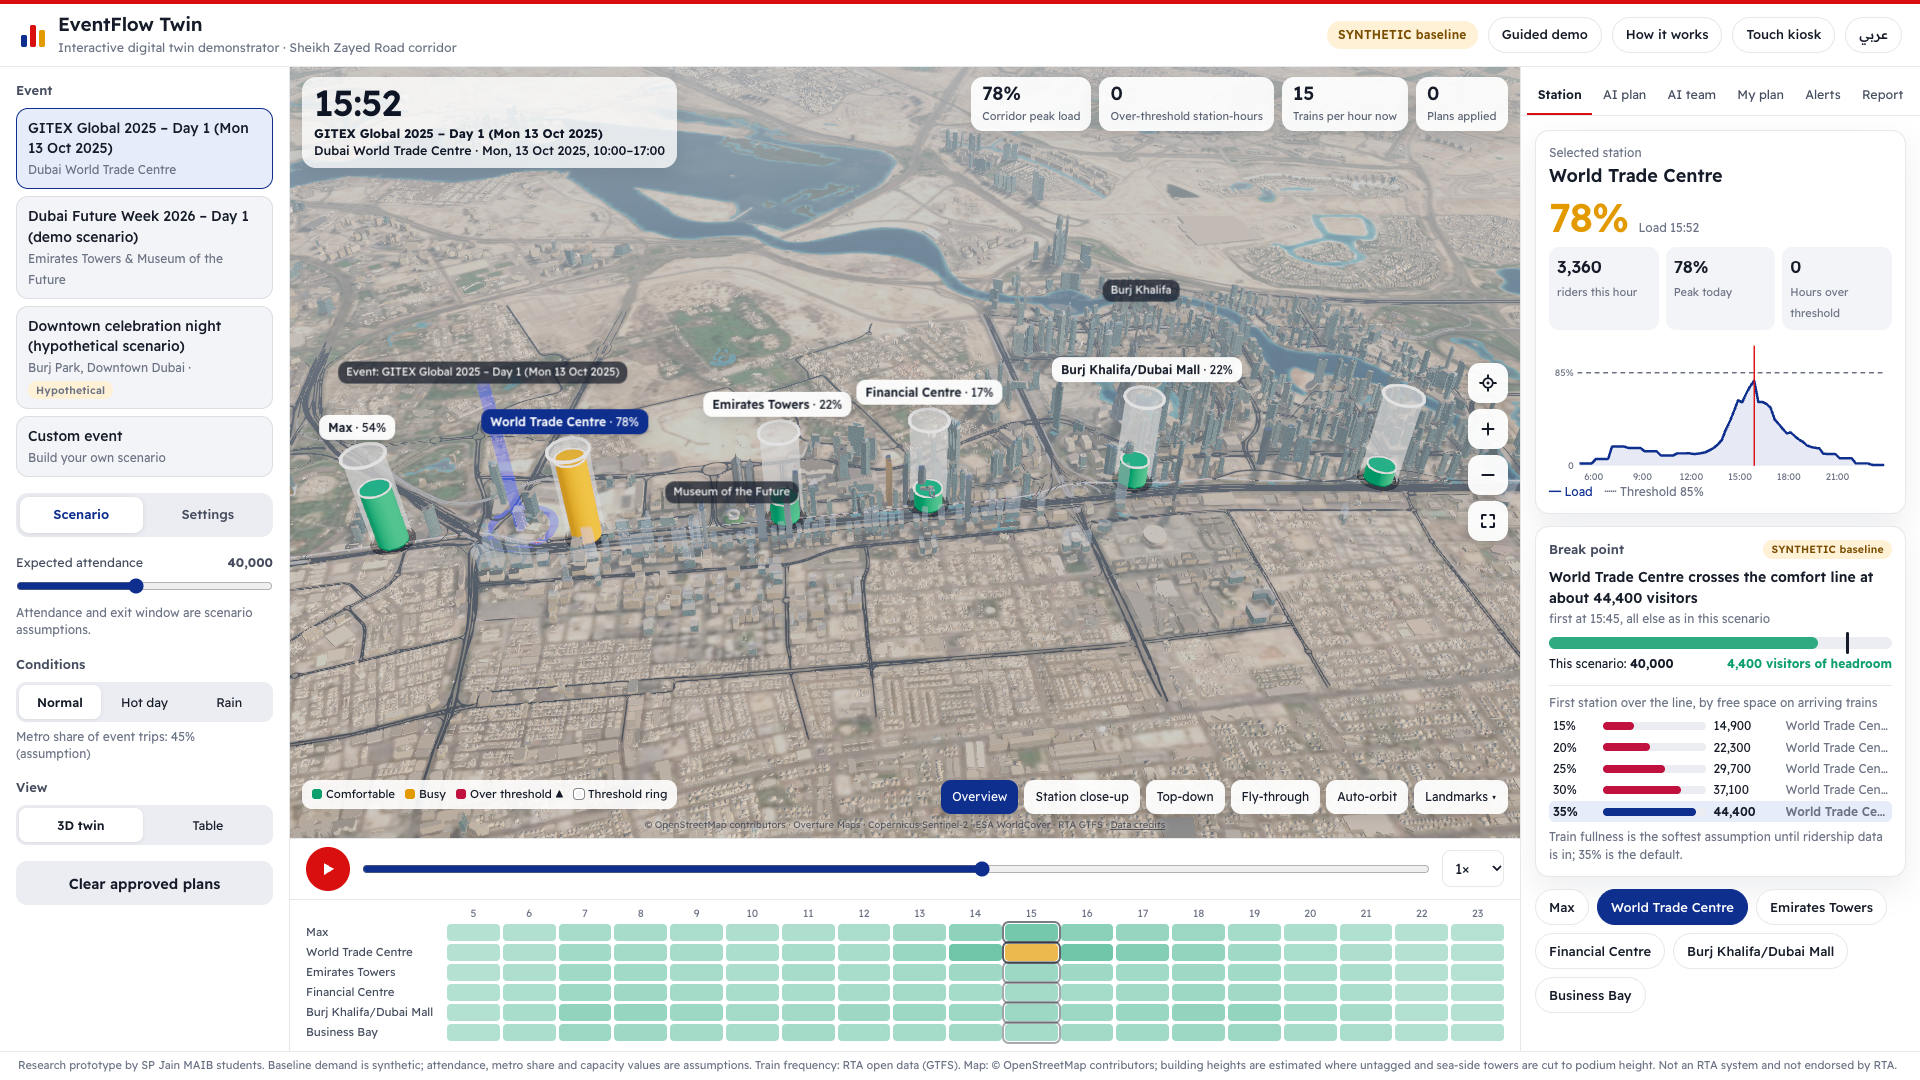 EventFlow Twin
Interactive digital twin demonstrator · Sheikh Zayed Road corridor
SYNTHETIC baseline
Guided demo
How it works
Touch kiosk
عربي
Event
GITEX Global 2025 – Day 1 (Mon
13 Oct 2025)
Dubai World Trade Centre
Dubai Future Week 2026 – Day 1
(demo scenario)
Emirates Towers & Museum of the
Future
Downtown celebration night
(hypothetical scenario)
Burj Park, Downtown Dubai ·
Hypothetical
Custom event
Build your own scenario
Scenario
Settings
Expected attendance 40,000
Attendance and exit window are scenario
assumptions.
Conditions
Normal
Hot day
Rain
Metro share of event trips: 45%
(assumption)
View
3D twin
Table
Clear approved plans
15:52
GITEX Global 2025 – Day 1 (Mon 13 Oct 2025)
Dubai World Trade Centre · Mon, 13 Oct 2025, 10:00–17:00
78%
Corridor peak load
0
Over-threshold station-hours
15
Trains per hour now
0
Plans applied
Burj Khalifa
Event: GITEX Global 2025 – Day 1 (Mon 13 Oct 2025)
Burj Khalifa/Dubai Mall · 22%
Financial Centre · 17%
Emirates Towers · 22%
World Trade Centre · 78%
Max · 54%
Museum of the Future
Comfortable
Busy
Over threshold ▲
Threshold ring
Overview
Station close-up
Top-down
Fly-through
Auto-orbit
Landmarks
© OpenStreetMap contributors · Overture Maps · Copernicus Sentinel-2 · ESA WorldCover · RTA GTFS · Data credits
1×
5 6 7 8 9 10 11 12 13 14 15 16 17 18 19 20 21 22 23
Max
World Trade Centre
Emirates Towers
Financial Centre
Burj Khalifa/Dubai Mall
Business Bay
Station
AI plan
AI team
My plan
Alerts
Report
Selected station
World Trade Centre
78% Load 15:52
3,360
riders this hour
78%
Peak today
0
Hours over
threshold
85%
0
6:00 9:00 12:00 15:00 18:00 21:00
Load
Threshold 85%
Break point
SYNTHETIC baseline
World Trade Centre crosses the comfort line at
about 44,400 visitors
first at 15:45, all else as in this scenario
This scenario: 40,000
4,400 visitors of headroom
First station over the line, by free space on arriving trains
15% 14,900 World Trade Cen...
20% 22,300 World Trade Cen...
25% 29,700 World Trade Cen...
30% 37,100 World Trade Cen...
35% 44,400 World Trade Ce...
Train fullness is the softest assumption until ridership data
is in; 35% is the default.
Max
World Trade Centre
Emirates Towers
Financial Centre
Burj Khalifa/Dubai Mall
Business Bay
Research prototype by SP Jain MAIB students. Baseline demand is synthetic; attendance, metro share and capacity values are assumptions. Train frequency: RTA open data (GTFS). Map: © OpenStreetMap contributors; building heights are estimated where untagged and sea-side towers are cut to podium height. Not an RTA system and not endorsed by RTA.